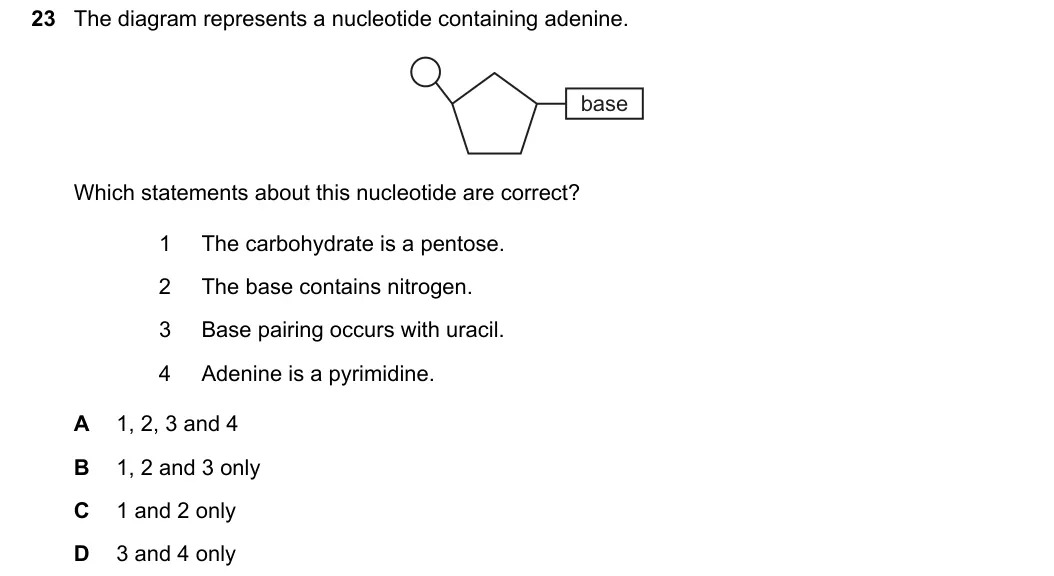 23 The diagram represents a nucleotide containing adenine.
base
Which statements about this nucleotide are correct?
1 The carbohydrate is a pentose.
2 The base contains nitrogen.
3 Base pairing occurs with uracil.
4 Adenine is a pyrimidine.
A 1, 2, 3 and 4
B 1, 2 and 3 only
C 1 and 2 only
D 3 and 4 only